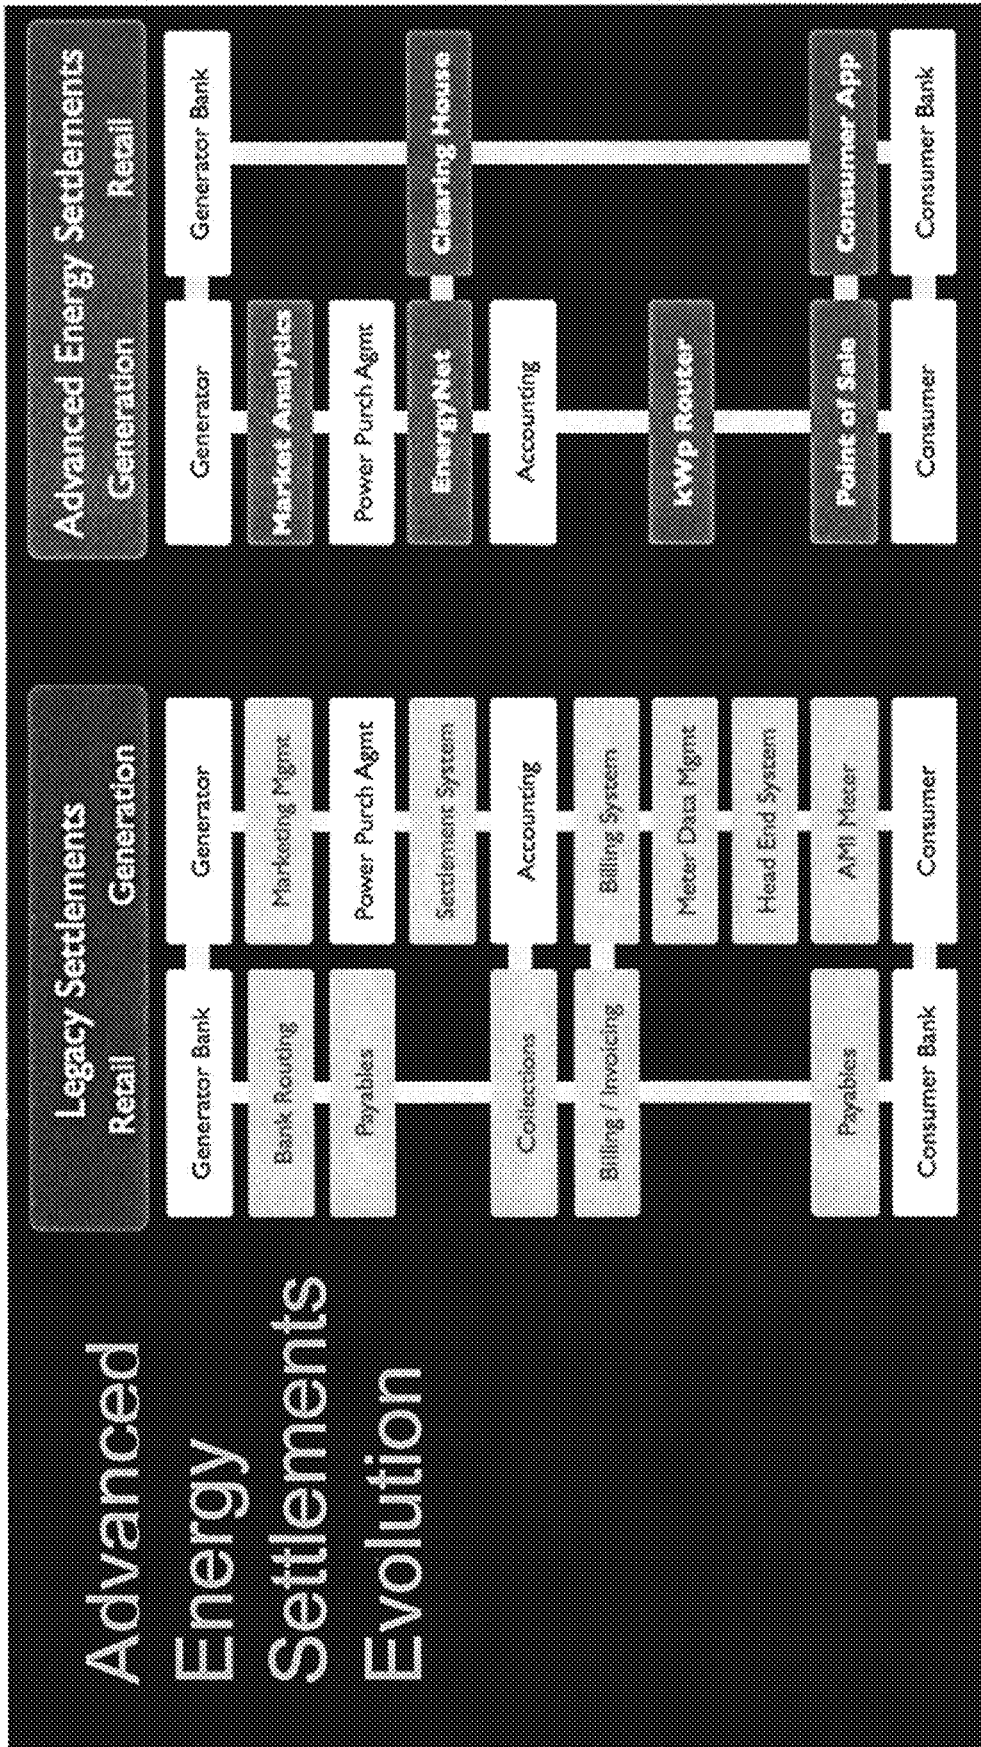 Advanced
Energy
Settlements
Evolution
Legacy Settlements
Retail Generation
Generator Bank
Bank Routing
Payables
Collections
Billing / Invoicing
Payables
Consumer Bank
Generator
Marketing Mgmt
Power Purch Agmt
Settlement System
Accounting
Billing System
Meter Data Mgmt
Head End System
AMI Meter
Consumer
Advanced Energy Settlements
Generation Retail
Generator
Market Analytics
Power Purch Agmt
EnergyNet
Accounting
kWp Router
Point of Sale
Consumer
Generator Bank
Clearing House
Consumer App
Consumer Bank